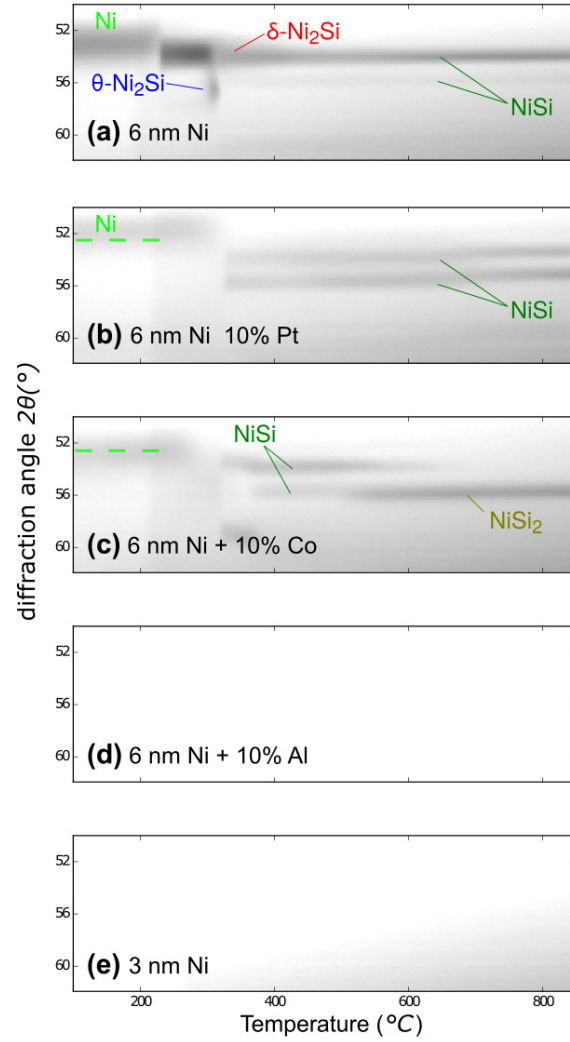 52
56
60
Ni
δ-Ni₂Si
θ-Ni₂Si
NiSi
(a) 6 nm Ni
52
56
60
Ni
NiSi
(b) 6 nm Ni 10% Pt
52
56
60
NiSi
NiSi₂
(c) 6 nm Ni + 10% Co
52
56
60
(d) 6 nm Ni + 10% Al
52
56
60
(e) 3 nm Ni
200 400 600 800
Temperature (°C)
diffraction angle 2θ(°)